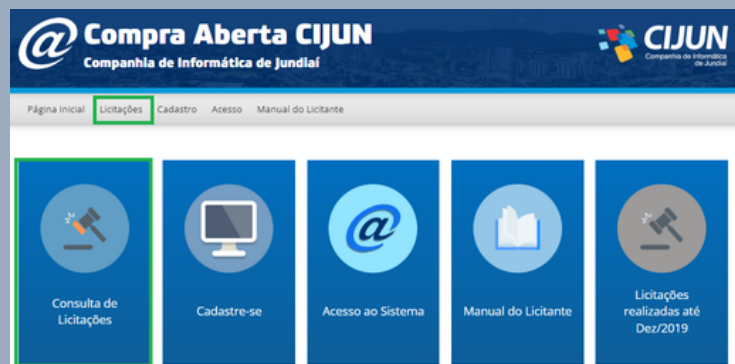 @ Compra Aberta CIJUN
Companhia de Informática de Jundiaí
CIJUN
Companhia de Informática
de Jundiaí
Página Inicial Licitações Cadastro Acesso Manual do Licitante
Consulta de
Licitações
Cadastre-se
@
Acesso ao Sistema
Manual do Licitante
Licitações
realizadas até
Dez/2019